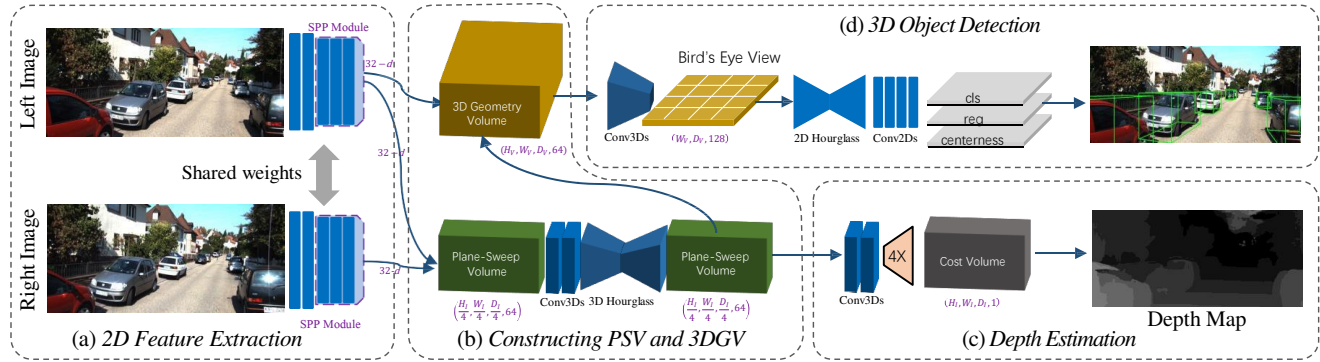 SPP Module
Left Image
32-d
32-d
Shared weights
Right Image
32-d
SPP Module
(a) 2D Feature Extraction
3D Geometry
Volume
(H_V, W_V, D_V, 64)
Plane-Sweep
Volume
(H_I/4, W_I/4, D_I/4, 64)
Conv3Ds
3D Hourglass
Plane-Sweep
Volume
(H_I/4, W_I/4, D_I/4, 64)
(b) Constructing PSV and 3DGV
(d) 3D Object Detection
Bird's Eye View
Conv3Ds
(W_V, D_V, 128)
2D Hourglass
Conv2Ds
cls
reg
centerness
4X
Conv3Ds
Cost Volume
(H_I, W_I, D_I, 1)
Depth Map
(c) Depth Estimation